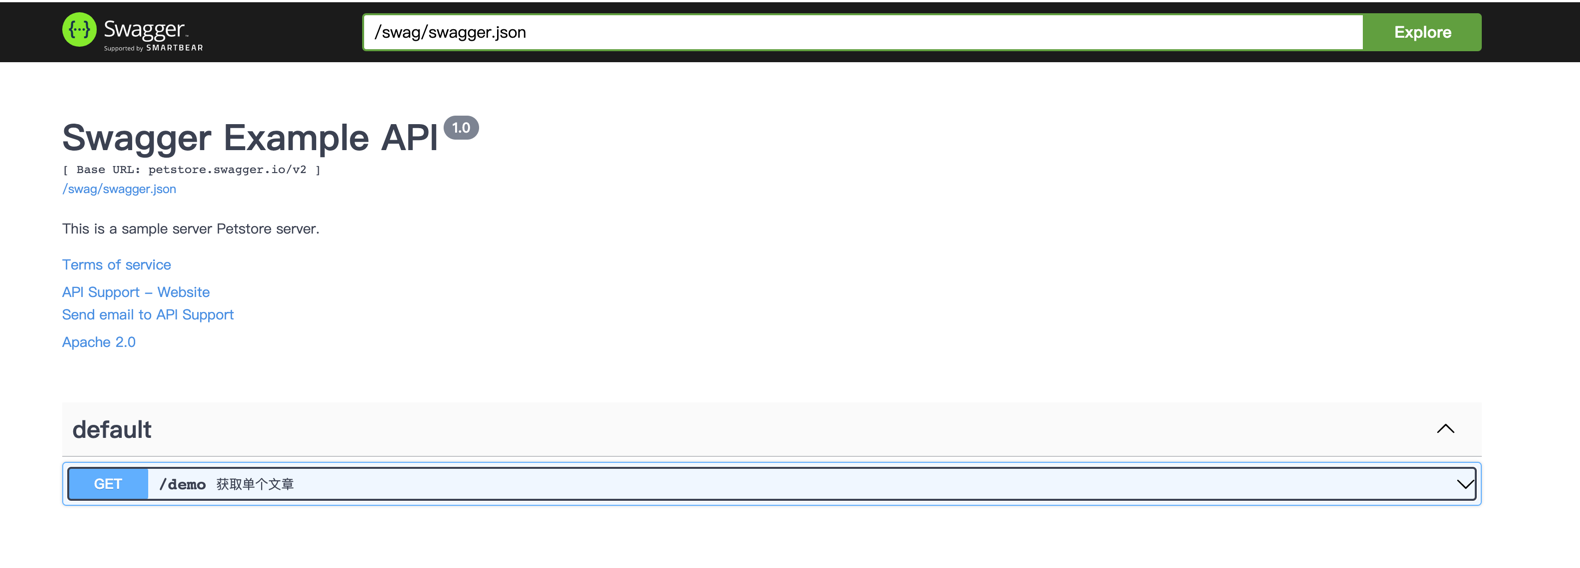 Swagger
Supported by SMARTBEAR
/swag/swagger.json
Explore
Swagger Example API 1.0
[ Base URL: petstore.swagger.io/v2 ]
/swag/swagger.json
This is a sample server Petstore server.
Terms of service
API Support - Website
Send email to API Support
Apache 2.0
default
GET /demo 获取单个文章